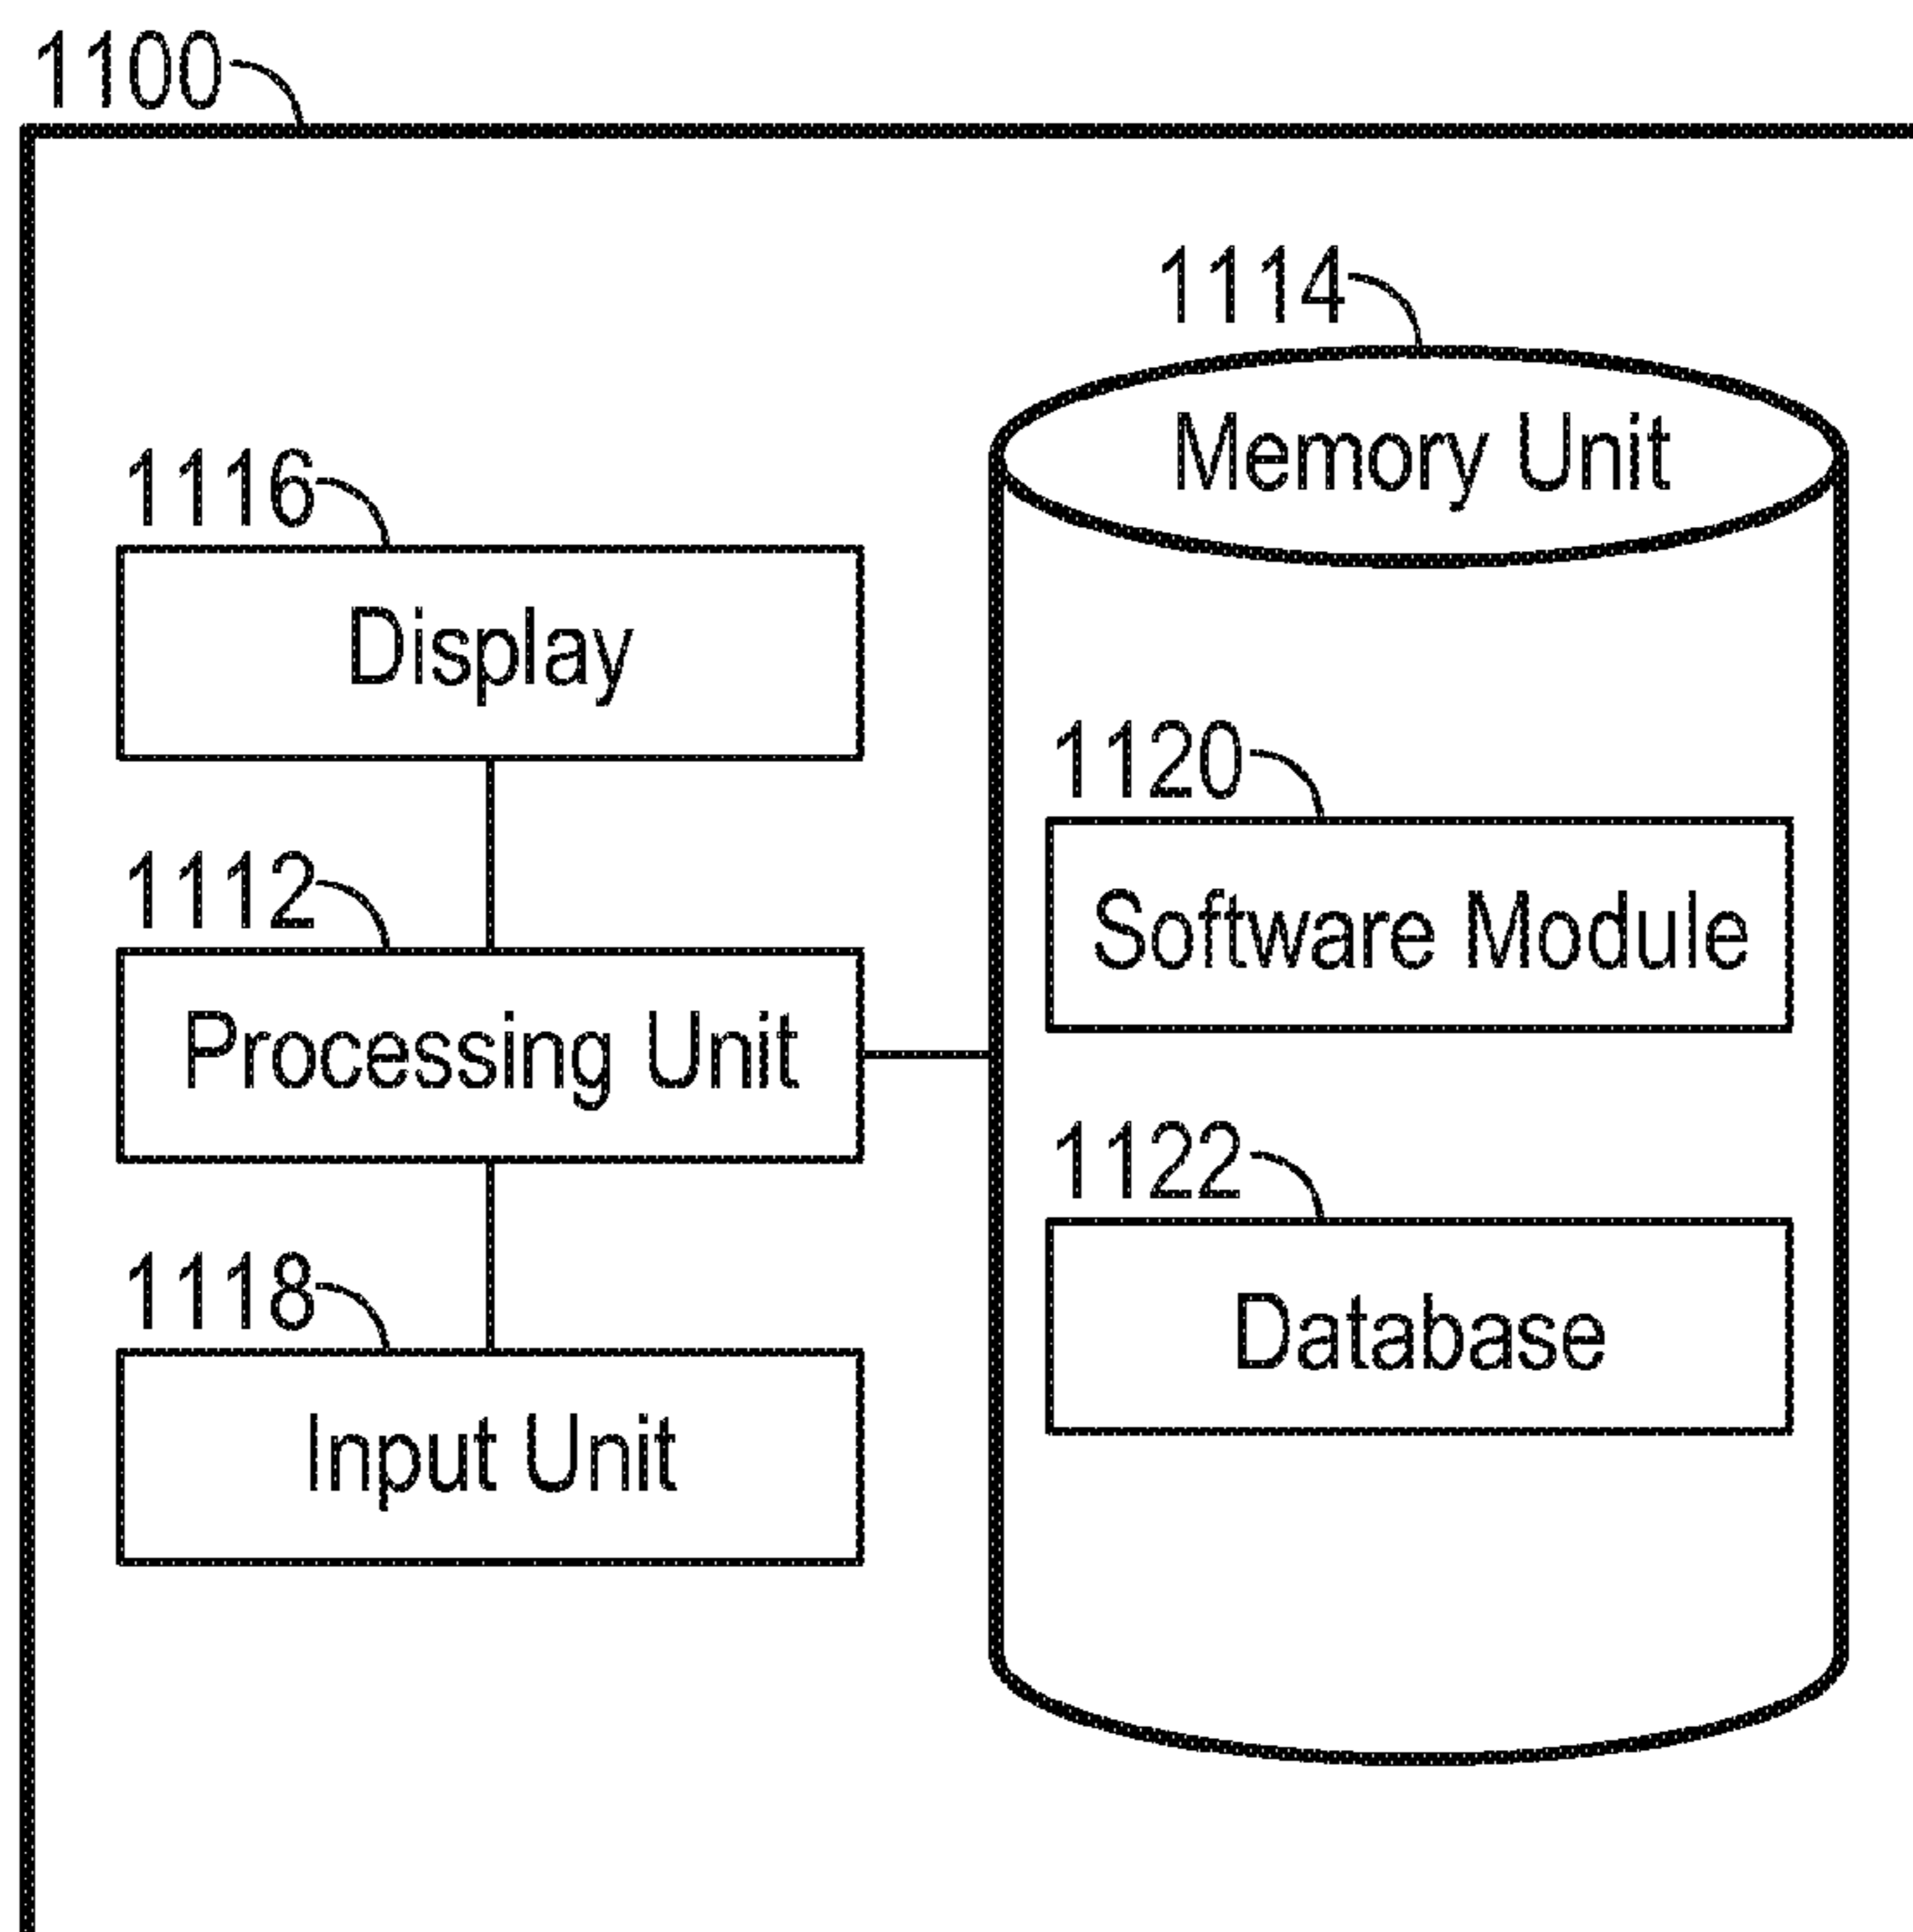 1100
1114
Memory Unit
1116
Display
1120
Software Module
1112
Processing Unit
1122
Database
1118
Input Unit